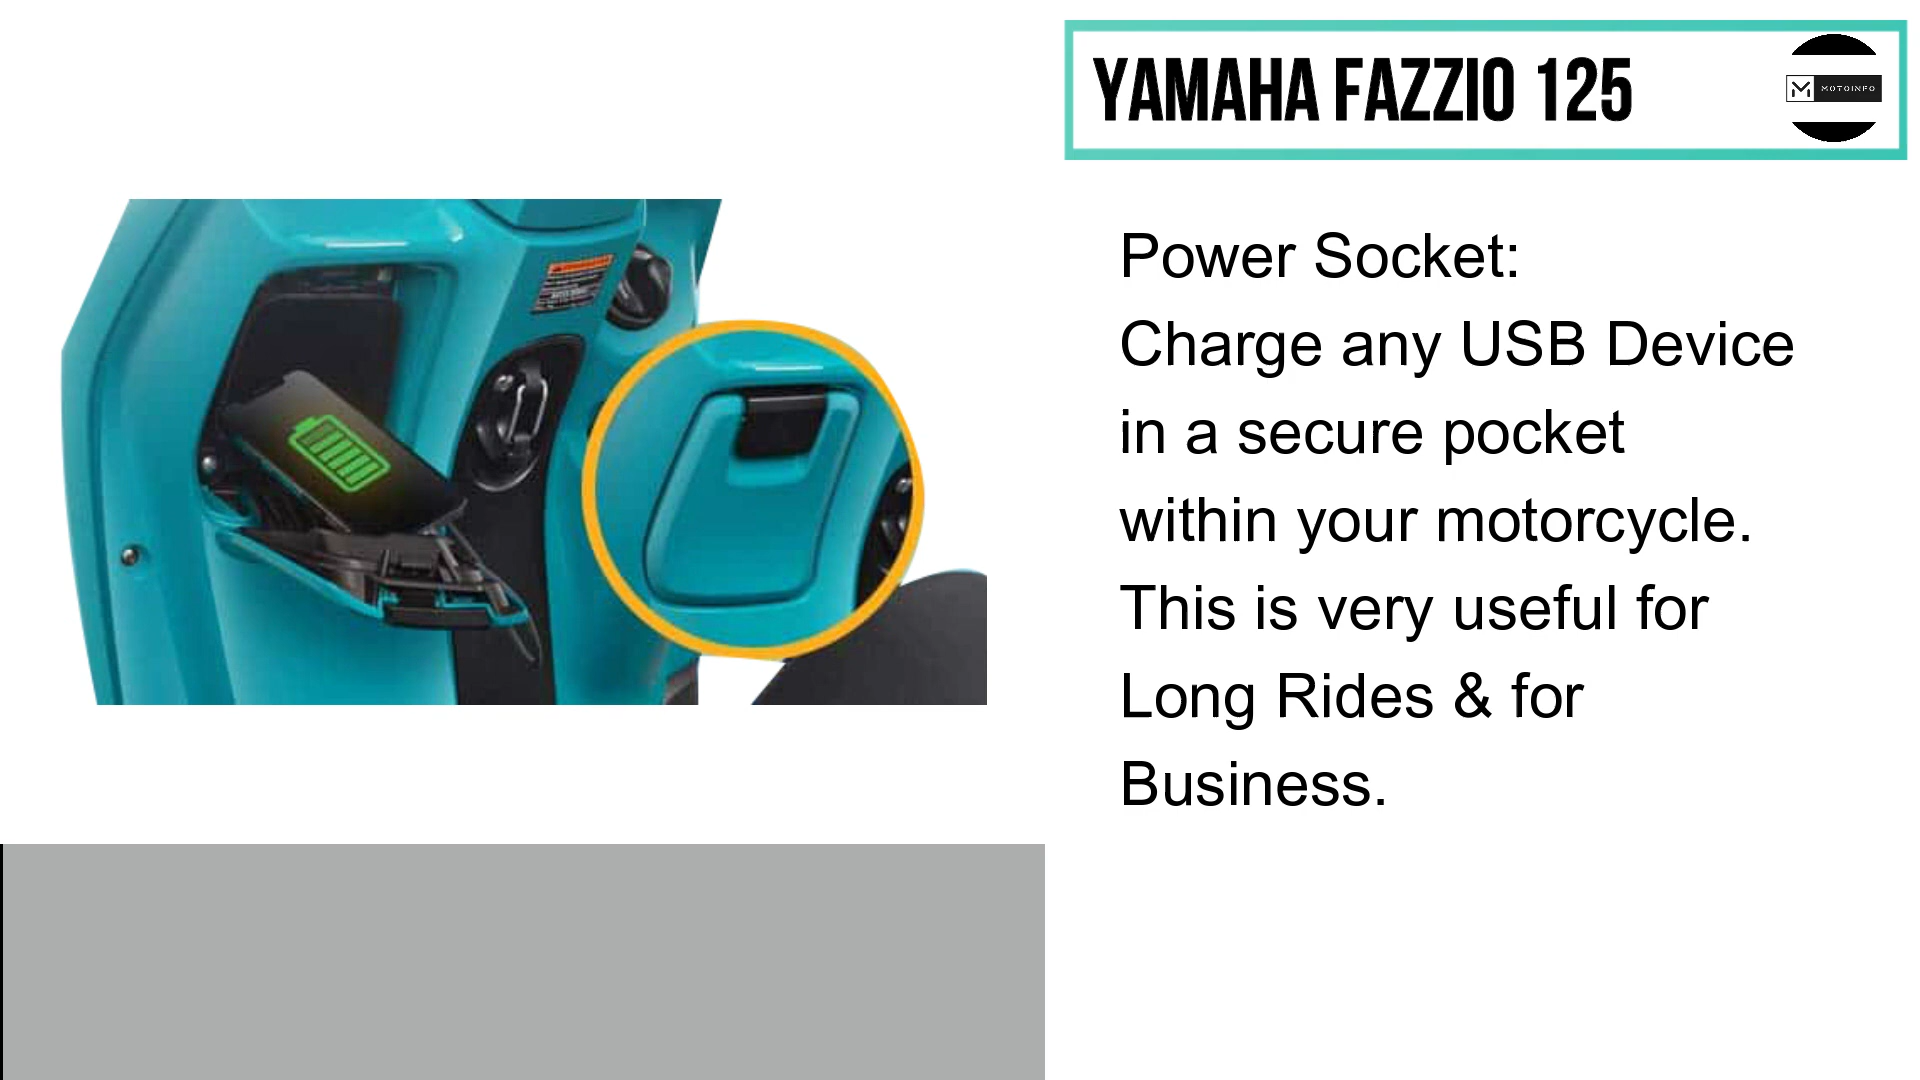 YAMAHA FAZZIO 125
M MOTOINFO
Power Socket:
Charge any USB Device
in a secure pocket
within your motorcycle.
This is very useful for
Long Rides & for
Business.